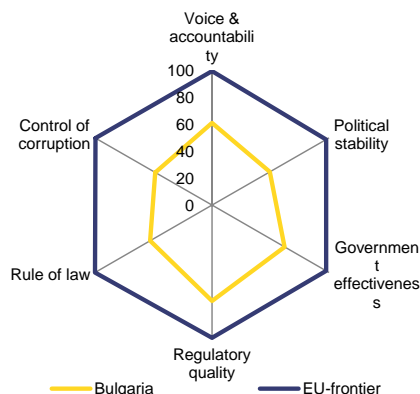 Voice &
accountabili
ty
100
80
60
40
20
0
Political
stability
Governmen
t
effectivenes
s
Regulatory
quality
Rule of law
Control of
corruption
Bulgaria
EU-frontier